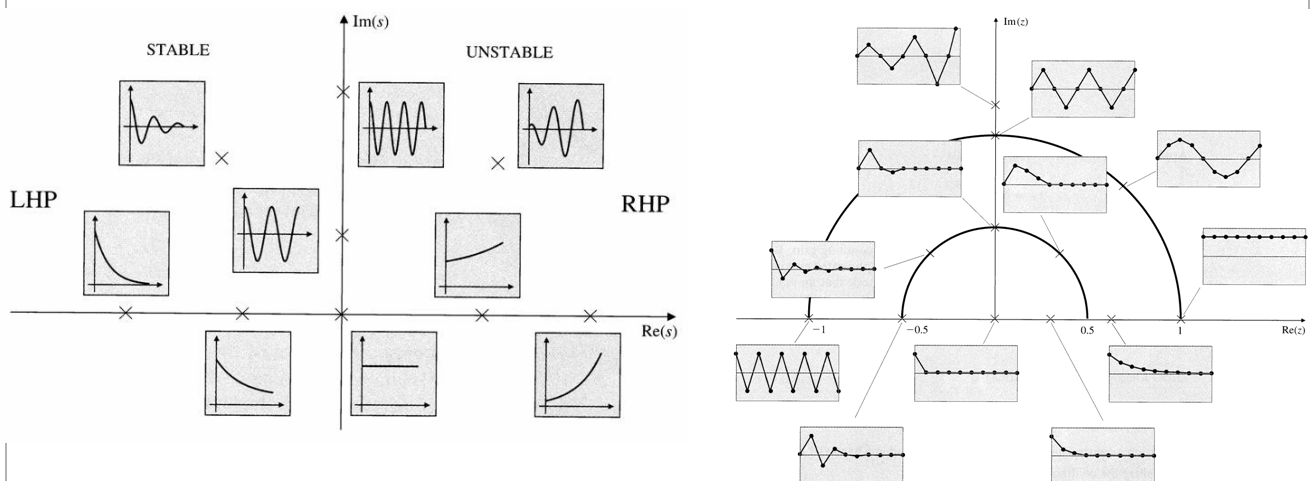 Im(s)
STABLE
UNSTABLE
LHP
RHP
Re(s)
Im(z)
−1
−0.5
0.5
1
Re(z)